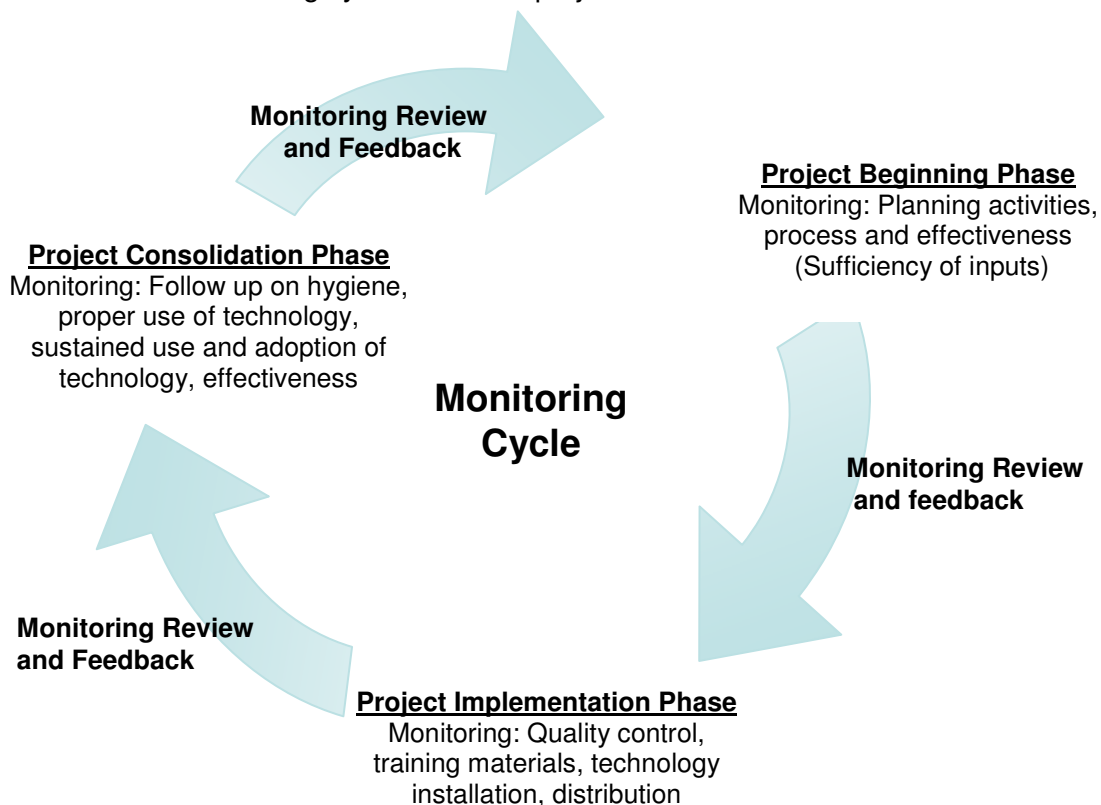 Monitoring Review
and Feedback
Project Beginning Phase
Monitoring: Planning activities,
process and effectiveness
(Sufficiency of inputs)
Project Consolidation Phase
Monitoring: Follow up on hygiene,
proper use of technology,
sustained use and adoption of
technology, effectiveness
Monitoring
Cycle
Monitoring Review
and feedback
Monitoring Review
and Feedback
Project Implementation Phase
Monitoring: Quality control,
training materials, technology
installation, distribution